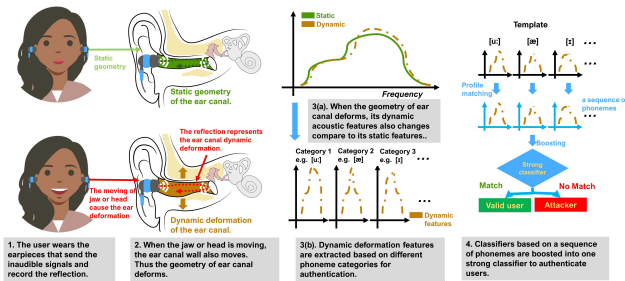 Static
geometry
Static geometry
of the ear canal.
The moving of
jaw or head
cause the ear
deformation
The reflection represents
the ear canal dynamic
deformation.
Dynamic deformation
of the ear canal.
1. The user wears the
earpieces that send the
inaudible signals and
record the reflection.
2. When the jaw or head is moving,
the ear canal wall also moves.
Thus the geometry of ear canal
deforms.
Static
Dynamic
Frequency
3(a). When the geometry of ear
canal deforms, its dynamic
acoustic features also changes
compare to its static features..
Category 1 Category 2 Category 3
e.g. [u:] e.g. [æ] e.g. [ɪ] ...
...
Dynamic
features
3(b). Dynamic deformation features
are extracted based on different
phoneme categories for
authentication.
Template
[u:] [æ] [ɪ] ...
...
Profile
matching
a sequence of
phonemes
...
Boosting
Strong
classifier
Match No Match
Valid user Attacker
4. Classifiers based on a sequence
of phonemes are boosted into one
strong classifier to authenticate
users.